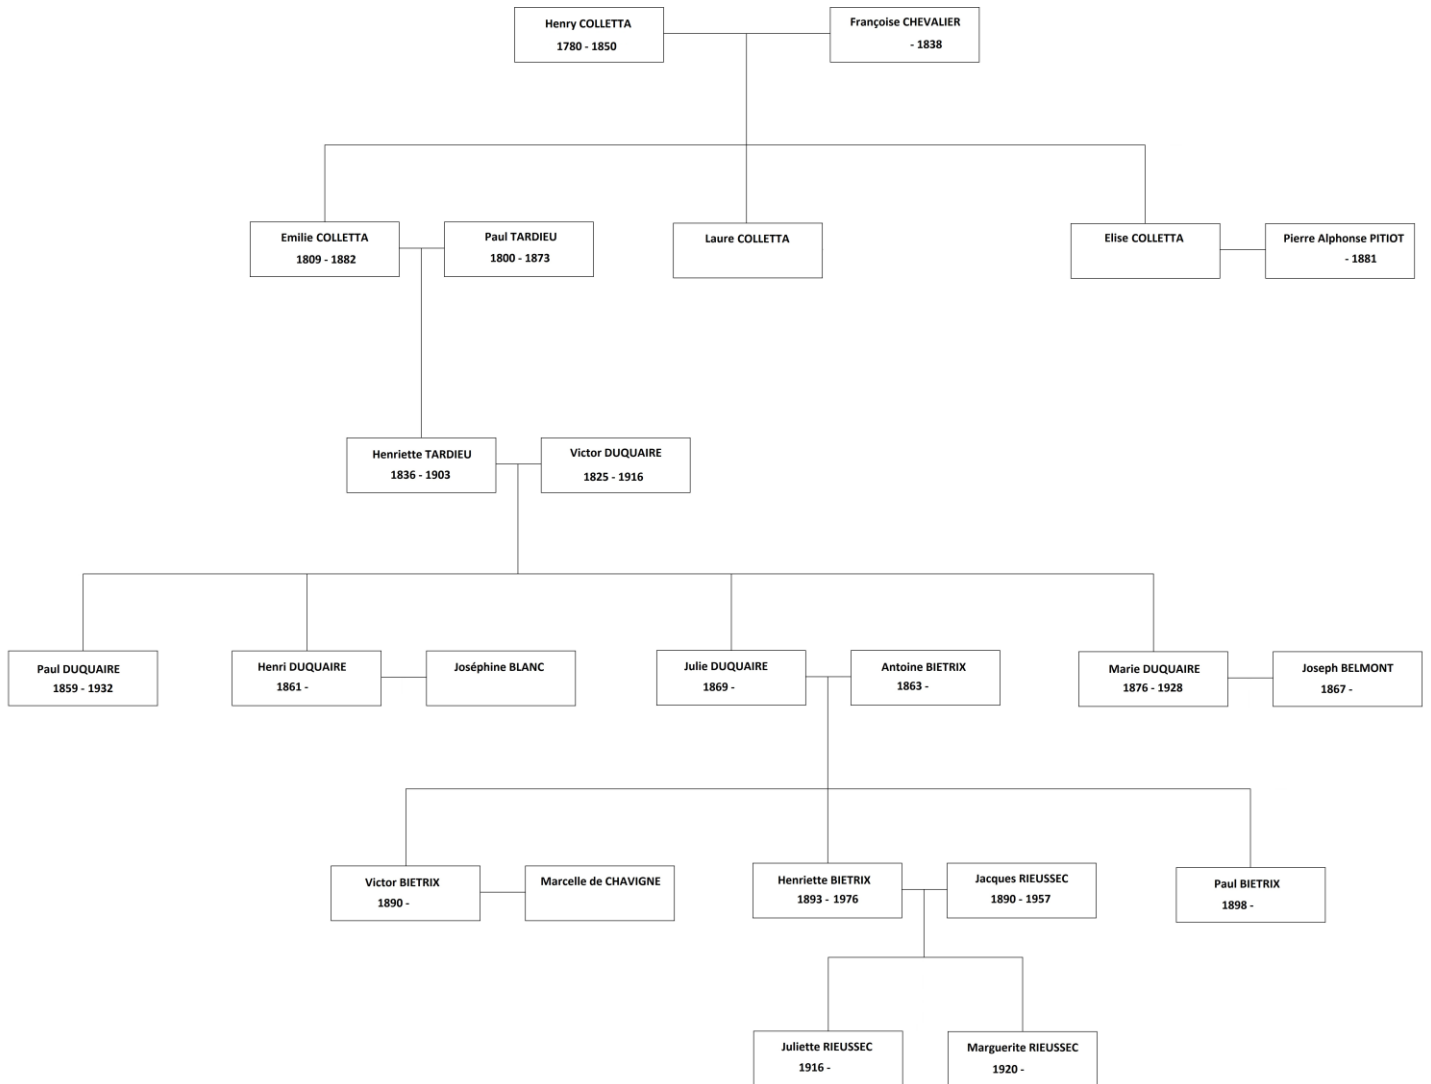 Henry COLLETTA
1780 - 1850
Françoise CHEVALIER
- 1838
Emilie COLLETTA
1809 - 1882
Paul TARDIEU
1800 - 1873
Laure COLLETTA
Elise COLLETTA
Pierre Alphonse PITIOT
- 1881
Henriette TARDIEU
1836 - 1903
Victor DUQUAIRE
1825 - 1916
Paul DUQUAIRE
1859 - 1932
Henri DUQUAIRE
1861 -
Joséphine BLANC
Julie DUQUAIRE
1869 -
Antoine BIETRIX
1863 -
Marie DUQUAIRE
1876 - 1928
Joseph BELMONT
1867 -
Victor BIETRIX
1890 -
Marcelle de CHAVIGNE
Henriette BIETRIX
1893 - 1976
Jacques RIEUSSEC
1890 - 1957
Paul BIETRIX
1898 -
Juliette RIEUSSEC
1916 -
Marguerite RIEUSSEC
1920 -